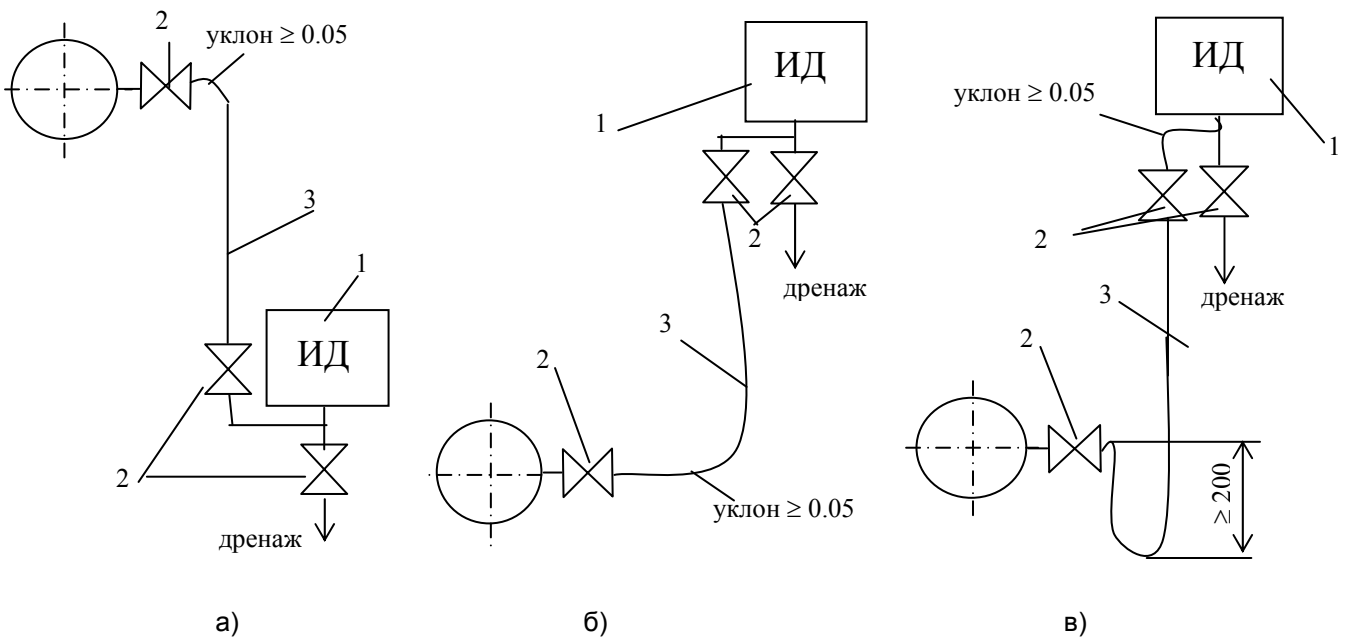 2
уклон ≥ 0.05
3
1
ИД
2
дренаж
а)
ИД
1
2
дренаж
3
2
уклон ≥ 0.05
б)
ИД
уклон ≥ 0.05
1
2
дренаж
3
2
≥ 200
в)